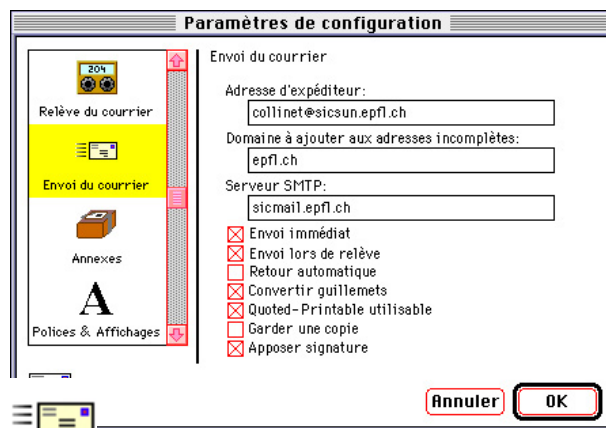 Paramètres de configuration
204
Relève du courrier
Envoi du courrier
Annexes
A
Polices & Affichages
Envoi du courrier
Adresse d'expéditeur:
collinet@sicsun.epfl.ch
Domaine à ajouter aux adresses incomplètes:
epfl.ch
Serveur SMTP:
sicmail.epfl.ch
Envoi immédiat
Envoi lors de relève
Retour automatique
Convertir guillemets
Quoted-Printable utilisable
Garder une copie
Apposer signature
Annuler OK